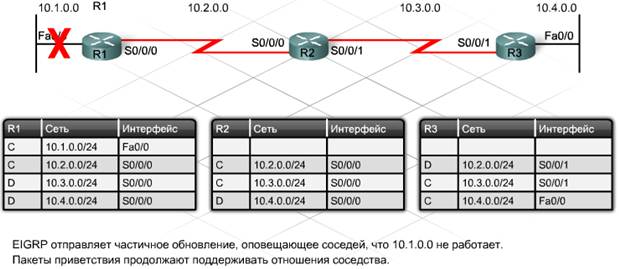 10.1.0.0 R1 10.2.0.0 10.3.0.0 10.4.0.0
Fa0/0 S0/0/0 S0/0/1 Fa0/0
R1 S0/0/0 R2 S0/0/1 R3
R1 Сеть Интерфейс
C 10.1.0.0/24 Fa0/0
C 10.2.0.0/24 S0/0/0
D 10.3.0.0/24 S0/0/0
D 10.4.0.0/24 S0/0/0
R2 Сеть Интерфейс
C 10.2.0.0/24 S0/0/0
C 10.3.0.0/24 S0/0/1
D 10.4.0.0/24 S0/0/1
R3 Сеть Интерфейс
D 10.2.0.0/24 S0/0/1
C 10.3.0.0/24 S0/0/1
C 10.4.0.0/24 Fa0/0
EIGRP отправляет частичное обновление, оповещающее соседей, что 10.1.0.0 не работает.
Пакеты приветствия продолжают поддерживать отношения соседства.